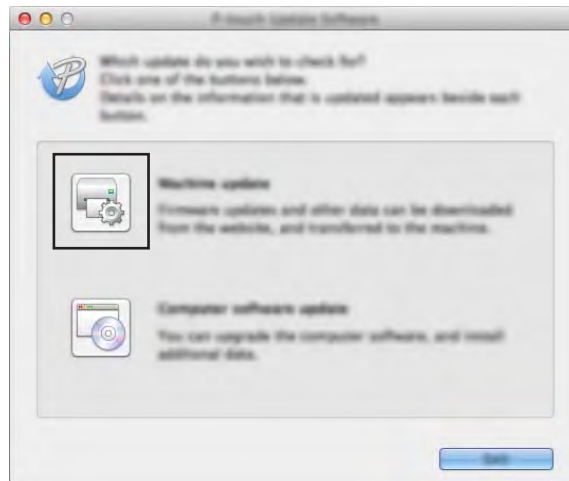 P-touch Update Software
Which update do you wish to check for?
Click one of the buttons below.
Details on the information that is updated appears beside each
button.
Machine update
Firmware updates and other data can be downloaded
from the website, and transferred to the machine.
Computer software update
You can upgrade the computer software, and install
additional data.
Exit